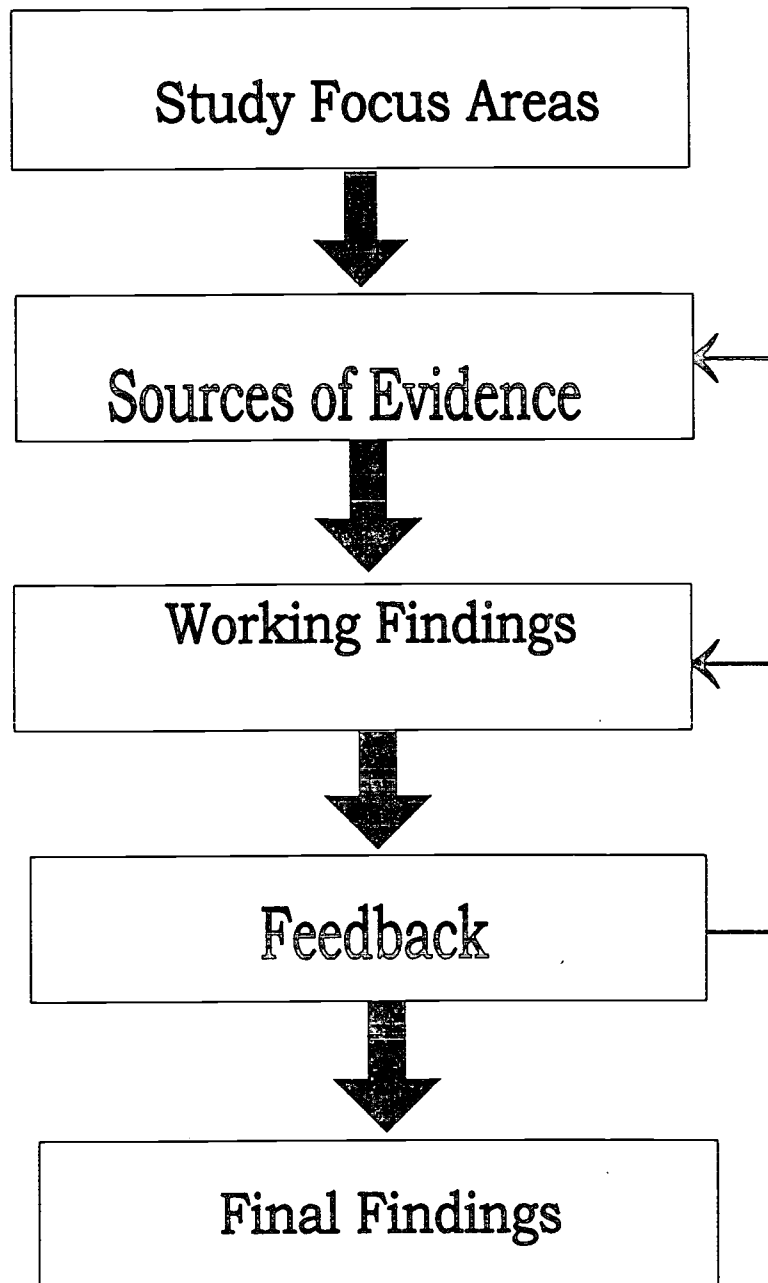 Study Focus Areas
Sources of Evidence
Working Findings
Feedback
Final Findings